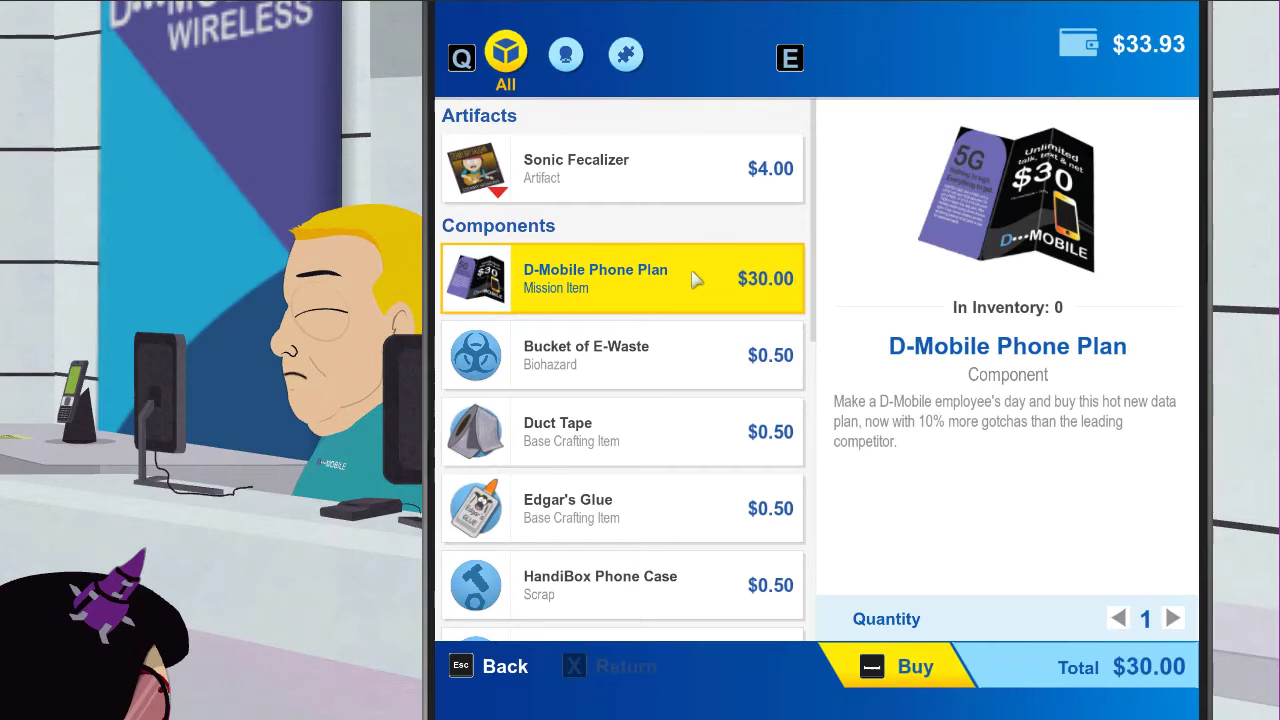 D···MOBILE
WIRELESS
D···MOBILE
Q
E
All
$33.93
Artifacts
Sonic Fecalizer
Artifact
$4.00
Components
D-Mobile Phone Plan
Mission Item
$30.00
Bucket of E-Waste
Biohazard
$0.50
Duct Tape
Base Crafting Item
$0.50
Edgar's Glue
Base Crafting Item
$0.50
HandiBox Phone Case
Scrap
$0.50
5G
Unlimited
talk, text & net
$30
D···MOBILE
In Inventory: 0
D-Mobile Phone Plan
Component
Make a D-Mobile employee's day and buy this hot new data
plan, now with 10% more gotchas than the leading
competitor.
Quantity
1
Esc Back
X Return
Buy
Total $30.00